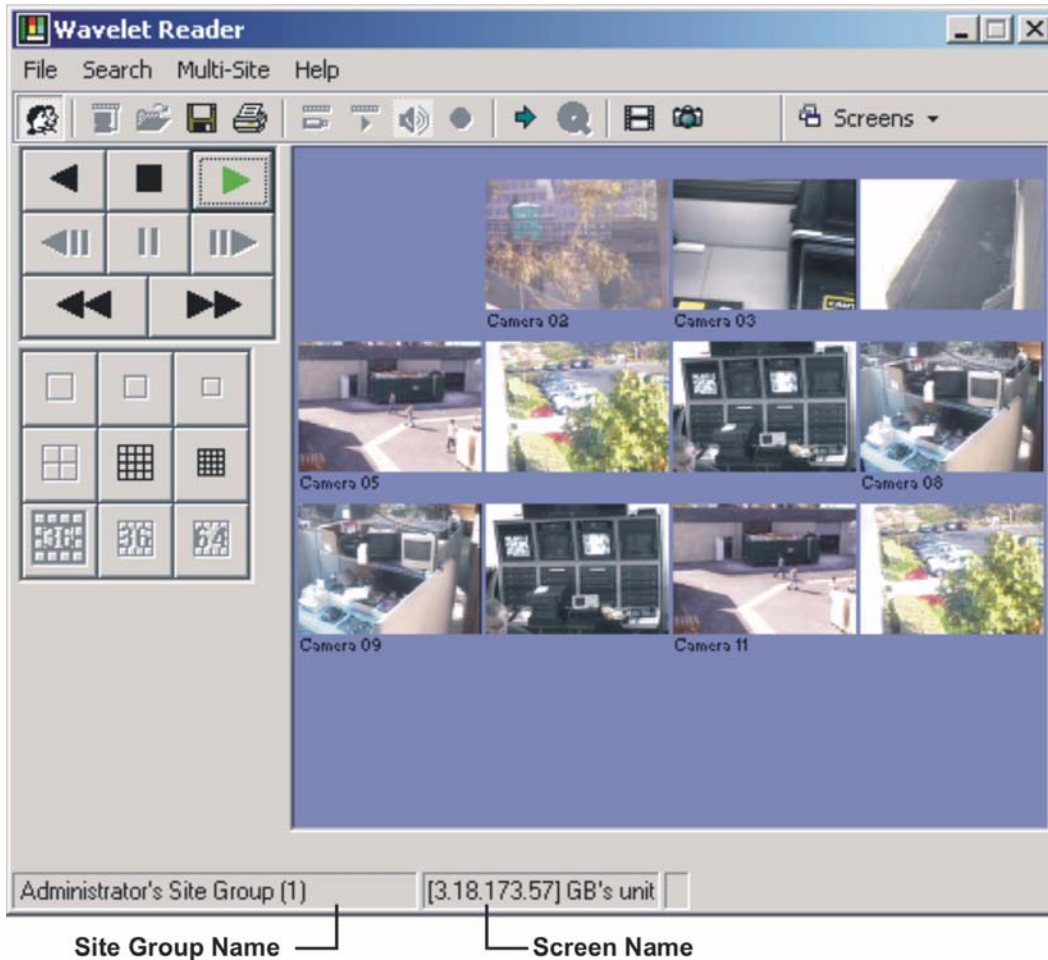 Wavelet Reader
File Search Multi-Site Help
Screens
Camera 02 Camera 03
Camera 05 Camera 08
36 36 64
Camera 09 Camera 11
Administrator's Site Group (1) [3.18.173.57] GB's unit
Site Group Name Screen Name